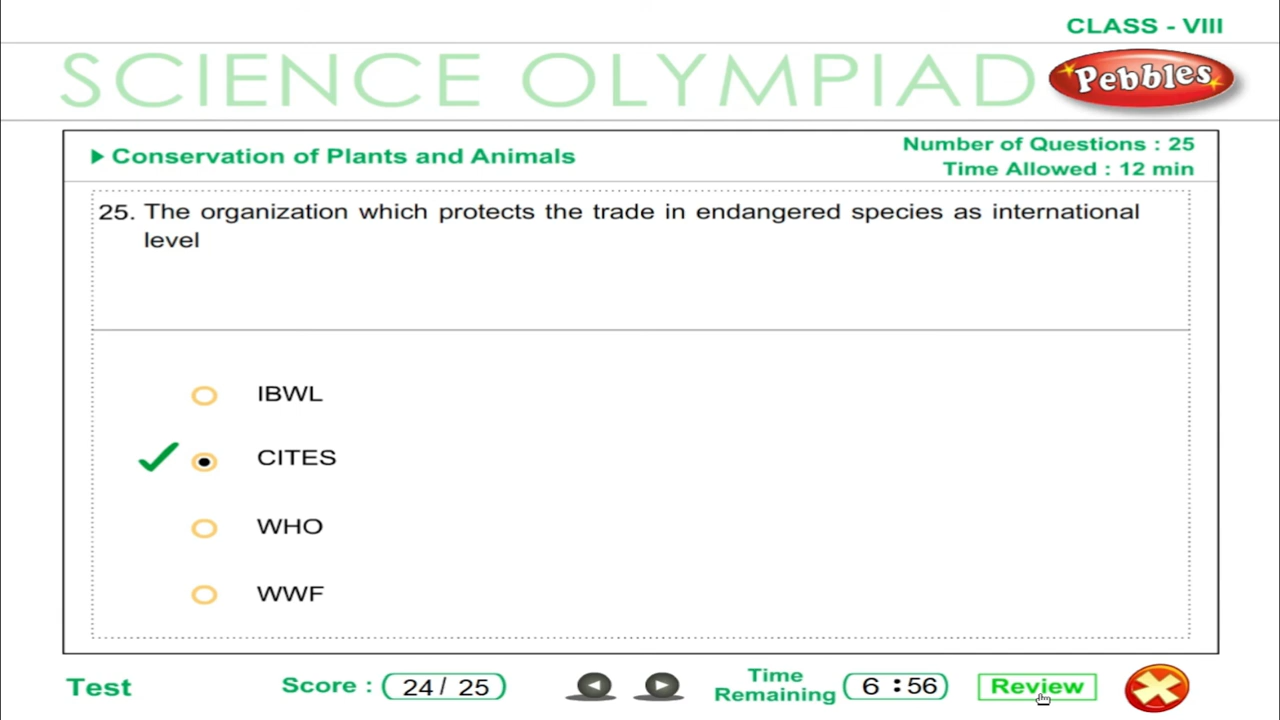 CLASS - VIII
SCIENCE OLYMPIAD
Pebbles
Conservation of Plants and Animals
Number of Questions : 25
Time Allowed : 12 min
25. The organization which protects the trade in endangered species as international
level
IBWL
CITES
WHO
WWF
Test
Score : 24 / 25
Time
Remaining
6 : 56
Review